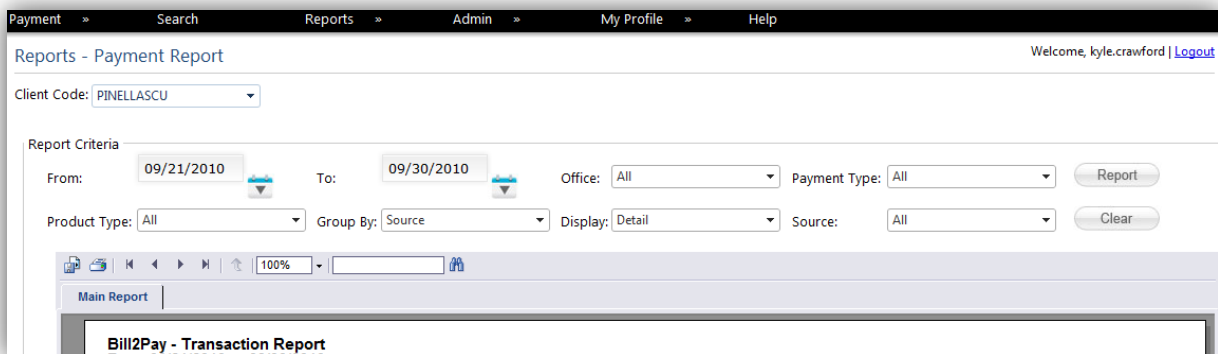 Payment » Search Reports » Admin » My Profile » Help
Reports - Payment Report Welcome, kyle.crawford | Logout
Client Code: PINELLASCU
Report Criteria
From: 09/21/2010 To: 09/30/2010 Office: All Payment Type: All Report
Product Type: All Group By: Source Display: Detail Source: All Clear
100%
Main Report
Bill2Pay - Transaction Report